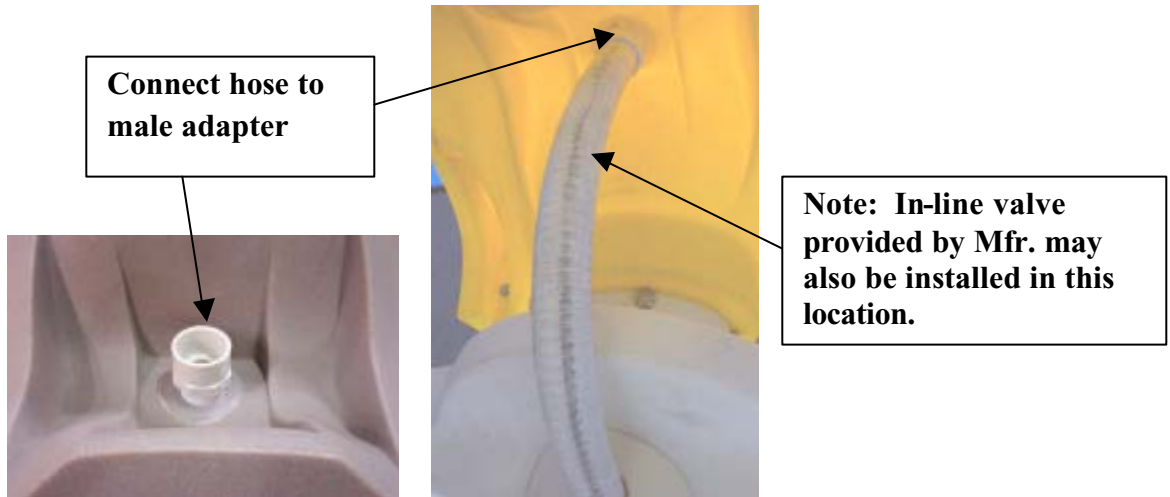 Connect hose to
male adapter
Note: In-line valve
provided by Mfr. may
also be installed in this
location.